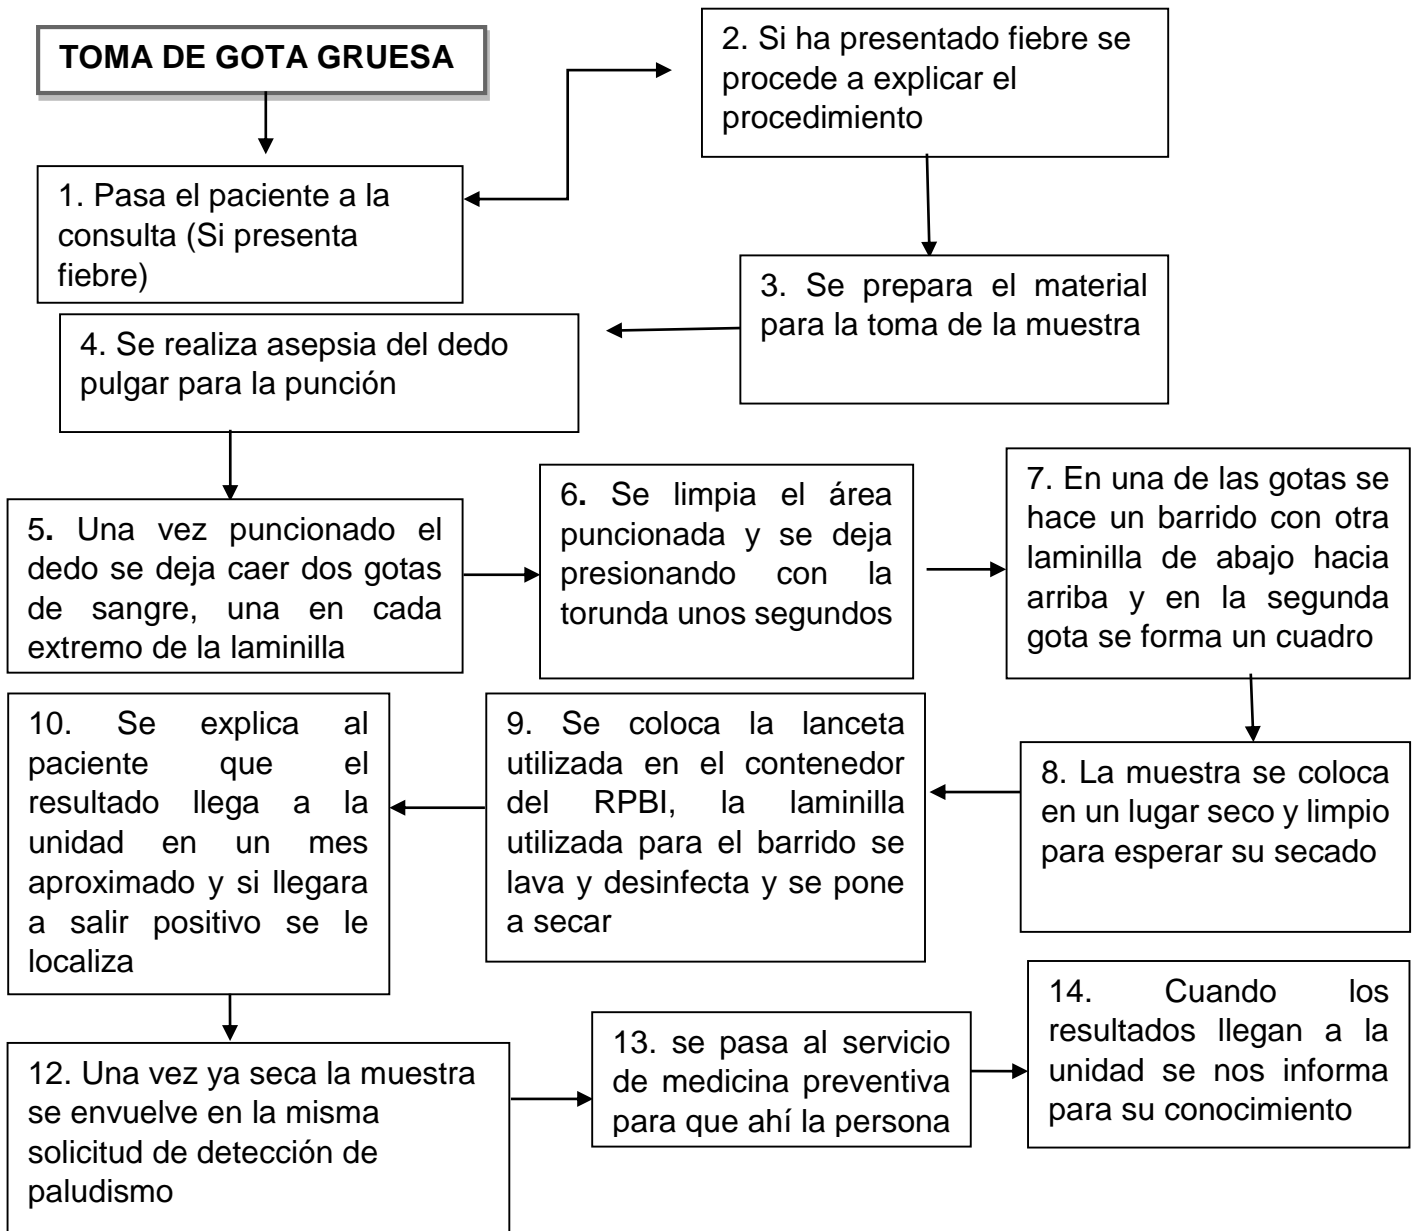 TOMA DE GOTA GRUESA
1. Pasa el paciente a la
consulta (Si presenta
fiebre)
2. Si ha presentado fiebre se
procede a explicar el
procedimiento
3. Se prepara el material
para la toma de la muestra
4. Se realiza asepsia del dedo
pulgar para la punción
5. Una vez puncionado el
dedo se deja caer dos gotas
de sangre, una en cada
extremo de la laminilla
6. Se limpia el área
puncionada y se deja
presionando con la
torunda unos segundos
7. En una de las gotas se
hace un barrido con otra
laminilla de abajo hacia
arriba y en la segunda
gota se forma un cuadro
8. La muestra se coloca
en un lugar seco y limpio
para esperar su secado
9. Se coloca la lanceta
utilizada en el contenedor
del RPBI, la laminilla
utilizada para el barrido se
lava y desinfecta y se pone
a secar
10. Se explica al
paciente que el
resultado llega a la
unidad en un mes
aproximado y si llegara
a salir positivo se le
localiza
12. Una vez ya seca la muestra
se envuelve en la misma
solicitud de detección de
paludismo
13. se pasa al servicio
de medicina preventiva
para que ahí la persona
14. Cuando los
resultados llegan a la
unidad se nos informa
para su conocimiento